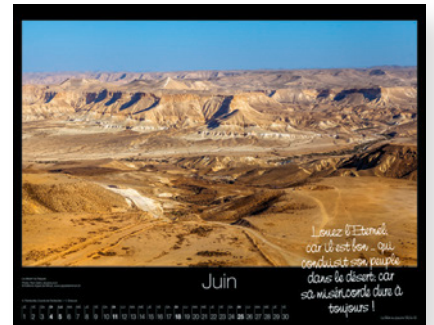 Louez l'Eternel,
car il est bon ... qui
conduisit son peuple
dans le désert: car
sa miséricorde dure à
toujours !
Juin
1 2 3 4 5 6 7 8 9 10 11 12 13 14 15 16 17 18 19 20 21 22 23 24 25 26 27 28 29 30